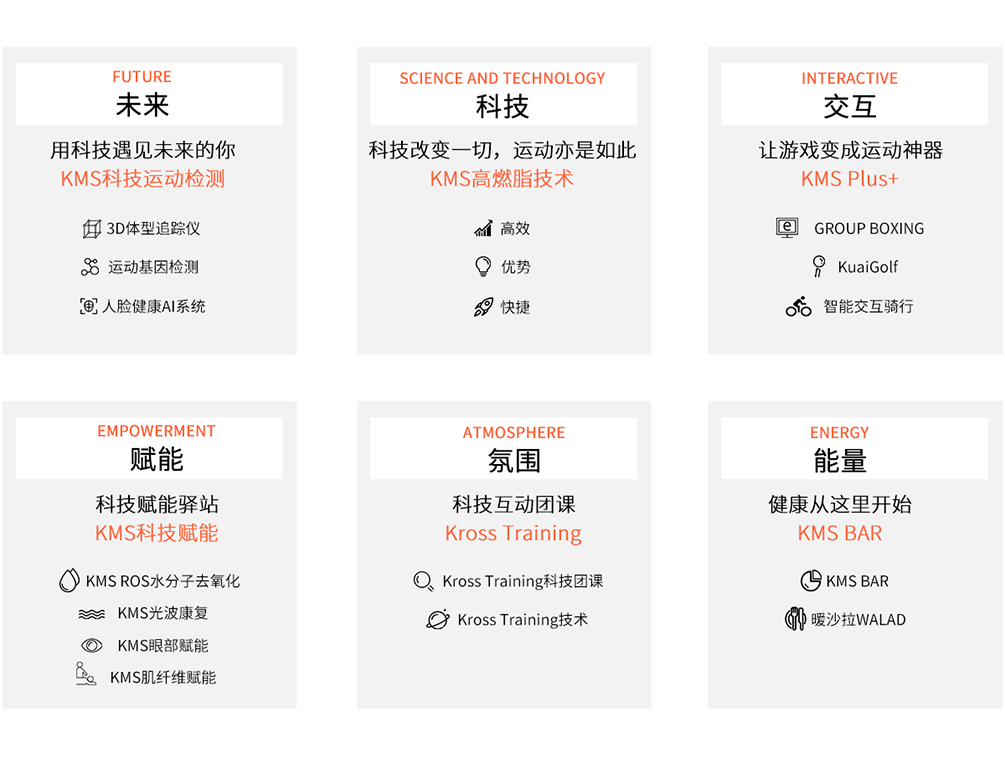 FUTURE
未来
用科技遇见未来的你
KMS科技运动检测
3D体型追踪仪
运动基因检测
人脸健康AI系统
SCIENCE AND TECHNOLOGY
科技
科技改变一切，运动亦是如此
KMS高燃脂技术
高效
优势
快捷
INTERACTIVE
交互
让游戏变成运动神器
KMS Plus+
e
GROUP BOXING
KuaiGolf
智能交互骑行
EMPOWERMENT
赋能
科技赋能驿站
KMS科技赋能
KMS ROS水分子去氧化
KMS光波康复
KMS眼部赋能
KMS肌纤维赋能
ATMOSPHERE
氛围
科技互动团课
Kross Training
Kross Training科技团课
Kross Training技术
ENERGY
能量
健康从这里开始
KMS BAR
KMS BAR
暖沙拉WALAD